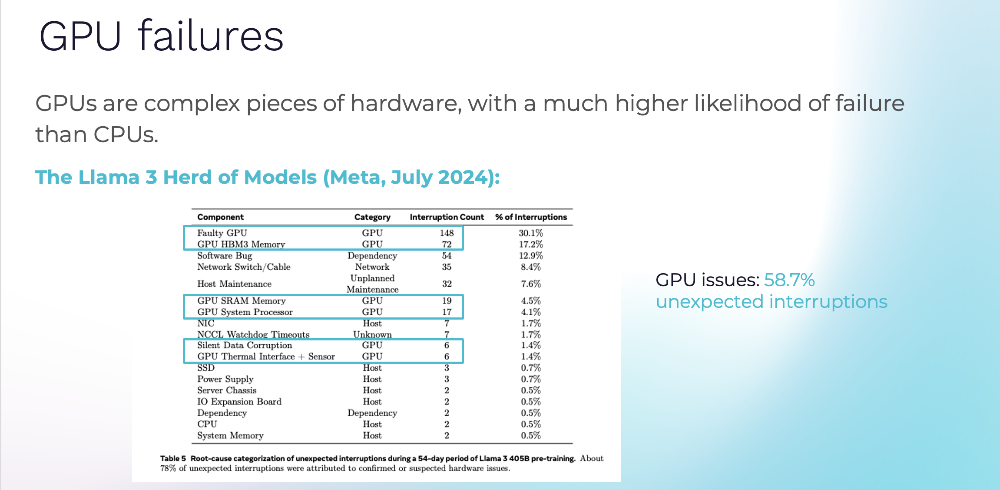 GPU failures
GPUs are complex pieces of hardware, with a much higher likelihood of failure
than CPUs.
The Llama 3 Herd of Models (Meta, July 2024):
Component Category Interruption Count % of Interruptions
Faulty GPU GPU 148 30.1%
GPU HBM3 Memory GPU 72 17.2%
Software Bug Dependency 54 12.9%
Network Switch/Cable Network 35 8.4%
Host Maintenance Unplanned Maintenance 32 7.6%
GPU SRAM Memory GPU 19 4.5%
GPU System Processor GPU 17 4.1%
NIC Host 7 1.7%
NCCL Watchdog Timeouts Unknown 7 1.7%
Silent Data Corruption GPU 6 1.4%
GPU Thermal Interface + Sensor GPU 6 1.4%
SSD Host 3 0.7%
Power Supply Host 3 0.7%
Server Chassis Host 2 0.5%
IO Expansion Board Host 2 0.5%
Dependency Dependency 2 0.5%
CPU Host 2 0.5%
System Memory Host 2 0.5%
Table 5 Root-cause categorization of unexpected interruptions during a 54-day period of Llama 3 405B pre-training. About
78% of unexpected interruptions were attributed to confirmed or suspected hardware issues.
GPU issues: 58.7%
unexpected interruptions